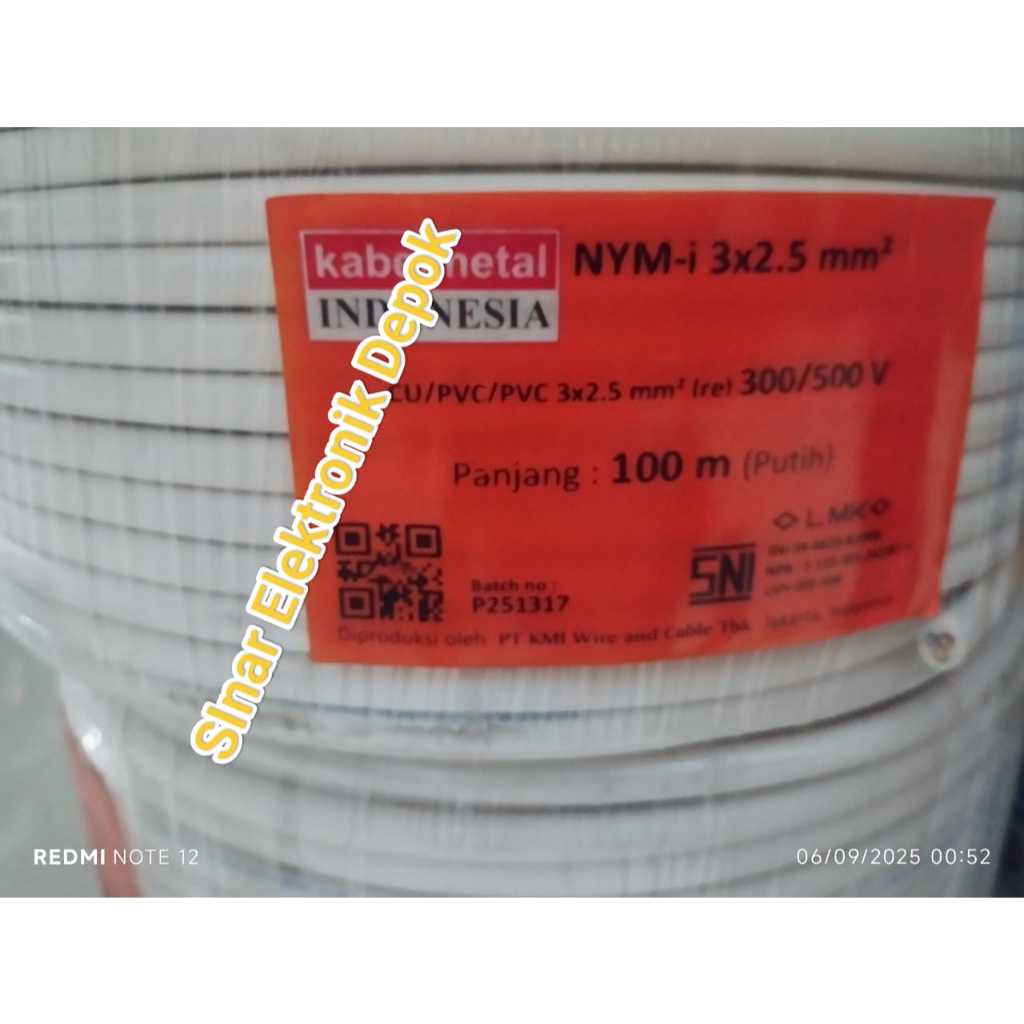 kabelmetal
INDONESIA
NYM-i 3x2.5 mm²
CU/PVC/PVC 3x2.5 mm² (re) 300/500 V
Panjang : 100 m (Putih)
L.MK
SNI
Batch no :
P251317
Diproduksi oleh PT KMI Wire and Cable Tbk Jakarta,
SInar Elektronik Depok
REDMI NOTE 12
06/09/2025 00:52